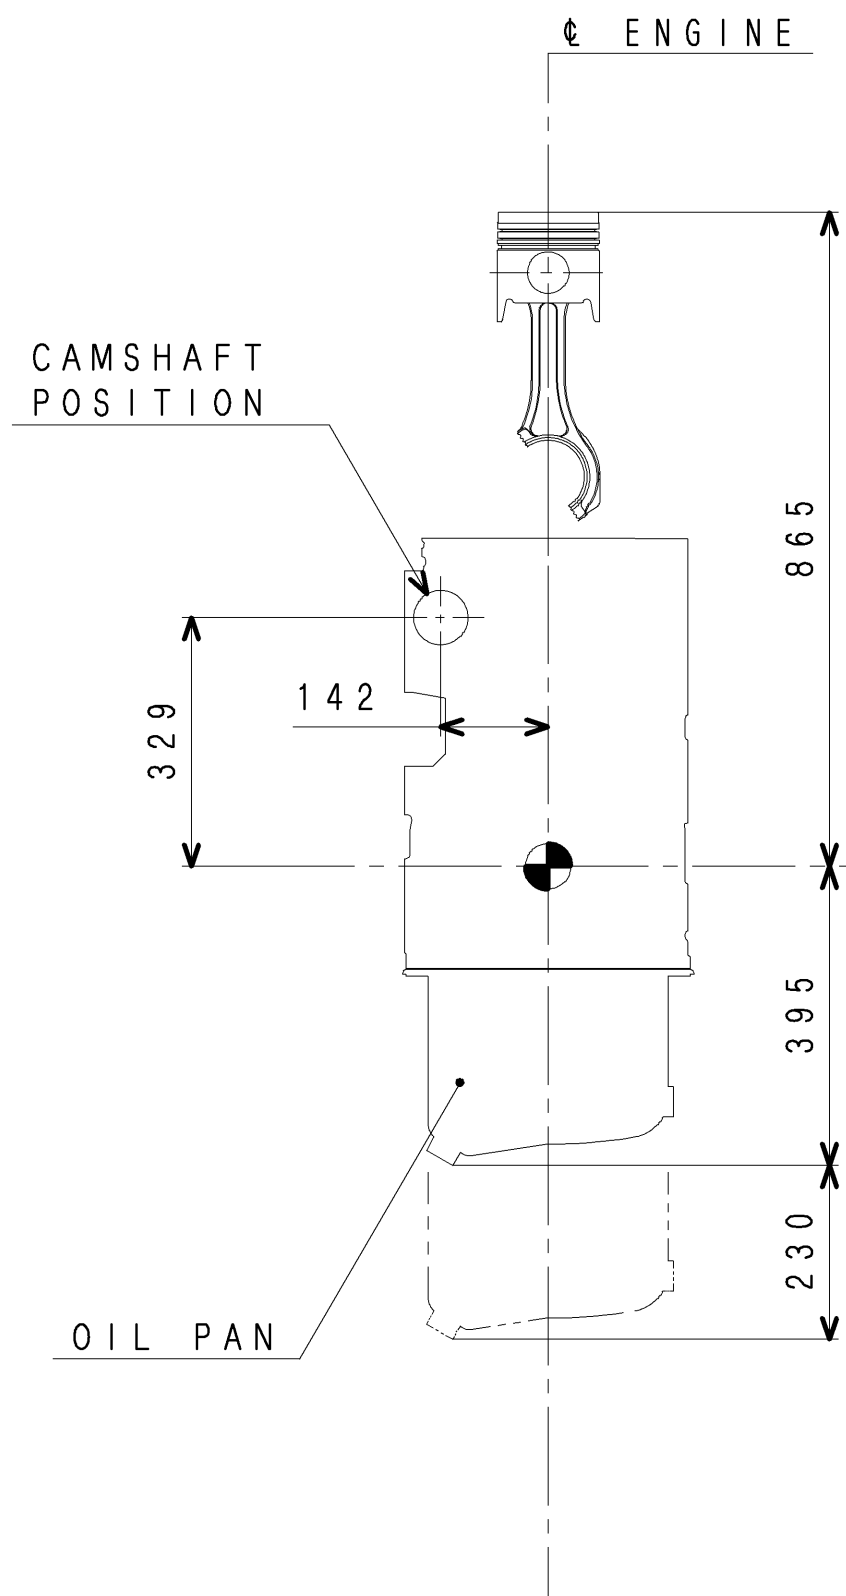 ℄ ENGINE
CAMSHAFT
POSITION
865
142
329
395
230
OIL PAN